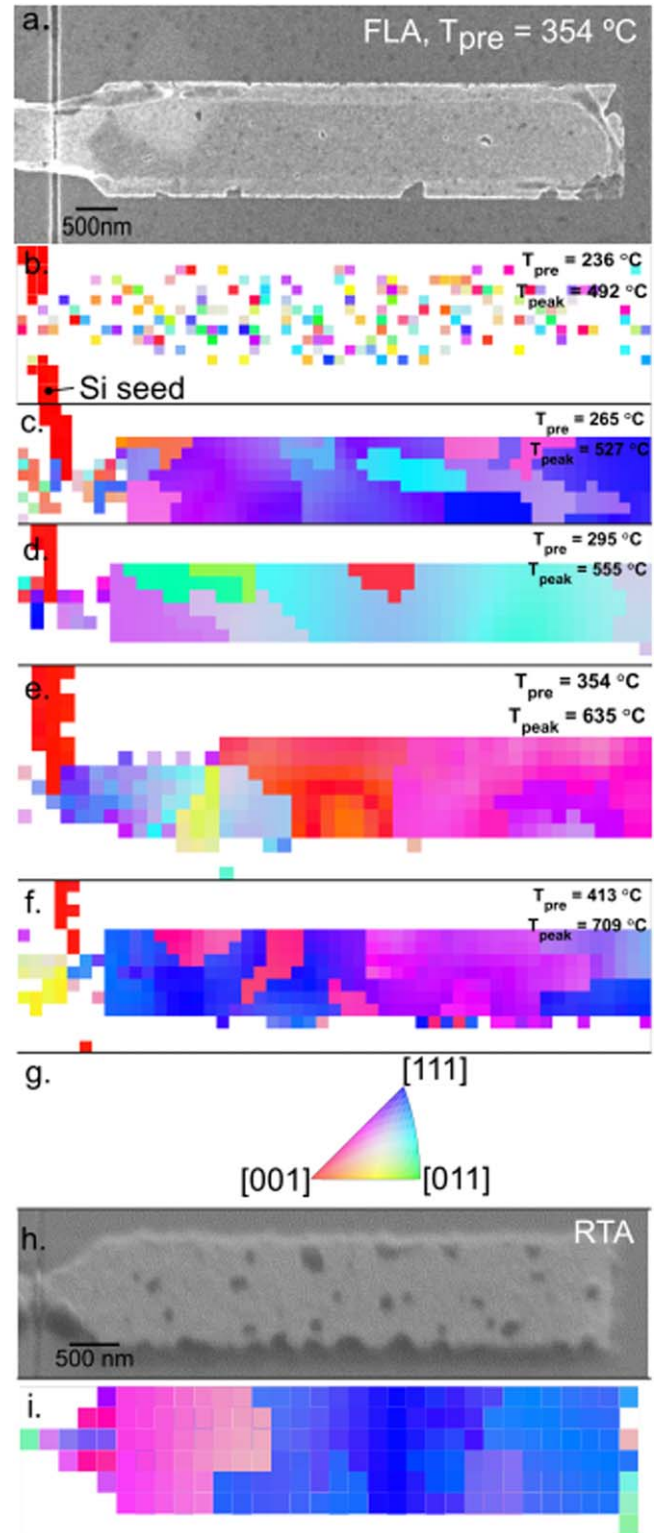 a.
FLA, Tpre = 354 ºC
500nm
b.
Tpre = 236 °C
Tpeak = 492 °C
Si seed
c.
Tpre = 265 °C
Tpeak = 527 °C
d.
Tpre = 295 °C
Tpeak = 555 °C
e.
Tpre = 354 °C
Tpeak = 635 °C
f.
Tpre = 413 °C
Tpeak = 709 °C
g.
[111]
[001]
[011]
h.
RTA
500 nm
i.